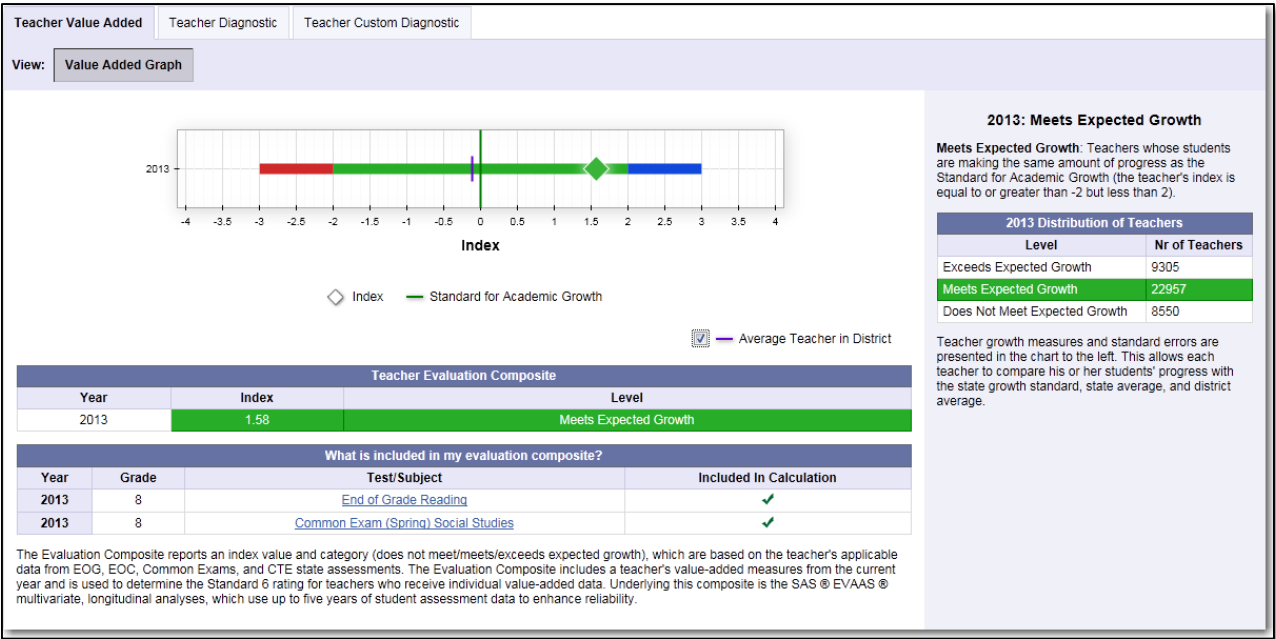 Teacher Value Added Teacher Diagnostic Teacher Custom Diagnostic
View: Value Added Graph
2013
-4 -3.5 -3 -2.5 -2 -1.5 -1 -0.5 0 0.5 1 1.5 2 2.5 3 3.5 4
Index
Index Standard for Academic Growth
Average Teacher in District
Teacher Evaluation Composite
Year Index Level
2013 1.58 Meets Expected Growth
What is included in my evaluation composite?
Year Grade Test/Subject Included In Calculation
2013 8 End of Grade Reading ✓
2013 8 Common Exam (Spring) Social Studies ✓
The Evaluation Composite reports an index value and category (does not meet/meets/exceeds expected growth), which are based on the teacher's applicable
data from EOG, EOC, Common Exams, and CTE state assessments. The Evaluation Composite includes a teacher's value-added measures from the current
year and is used to determine the Standard 6 rating for teachers who receive individual value-added data. Underlying this composite is the SAS ® EVAAS ®
multivariate, longitudinal analyses, which use up to five years of student assessment data to enhance reliability.
2013: Meets Expected Growth
Meets Expected Growth: Teachers whose students
are making the same amount of progress as the
Standard for Academic Growth (the teacher's index is
equal to or greater than -2 but less than 2).
2013 Distribution of Teachers
Level Nr of Teachers
Exceeds Expected Growth 9305
Meets Expected Growth 22957
Does Not Meet Expected Growth 8550
Teacher growth measures and standard errors are
presented in the chart to the left. This allows each
teacher to compare his or her students' progress with
the state growth standard, state average, and district
average.